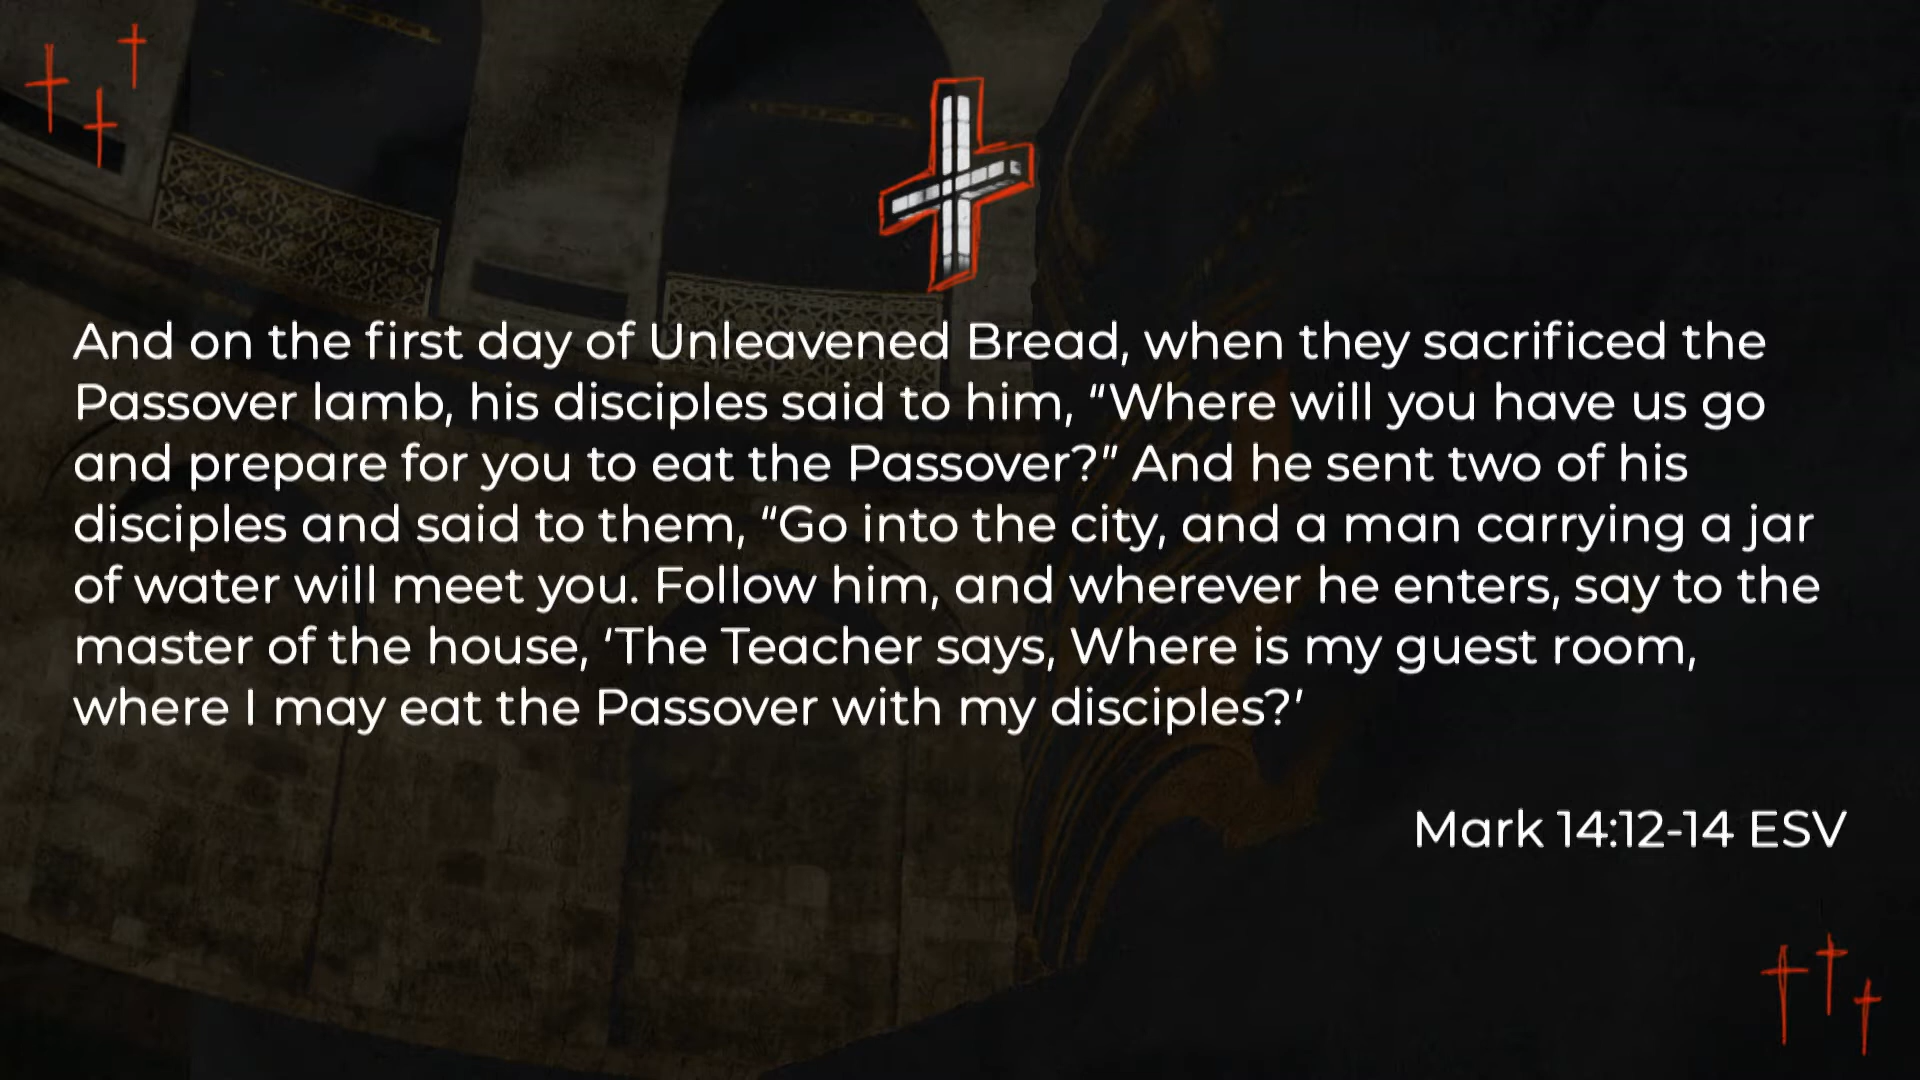 And on the first day of Unleavened Bread, when they sacrificed the
Passover lamb, his disciples said to him, “Where will you have us go
and prepare for you to eat the Passover?” And he sent two of his
disciples and said to them, “Go into the city, and a man carrying a jar
of water will meet you. Follow him, and wherever he enters, say to the
master of the house, ‘The Teacher says, Where is my guest room,
where I may eat the Passover with my disciples?’
Mark 14:12-14 ESV